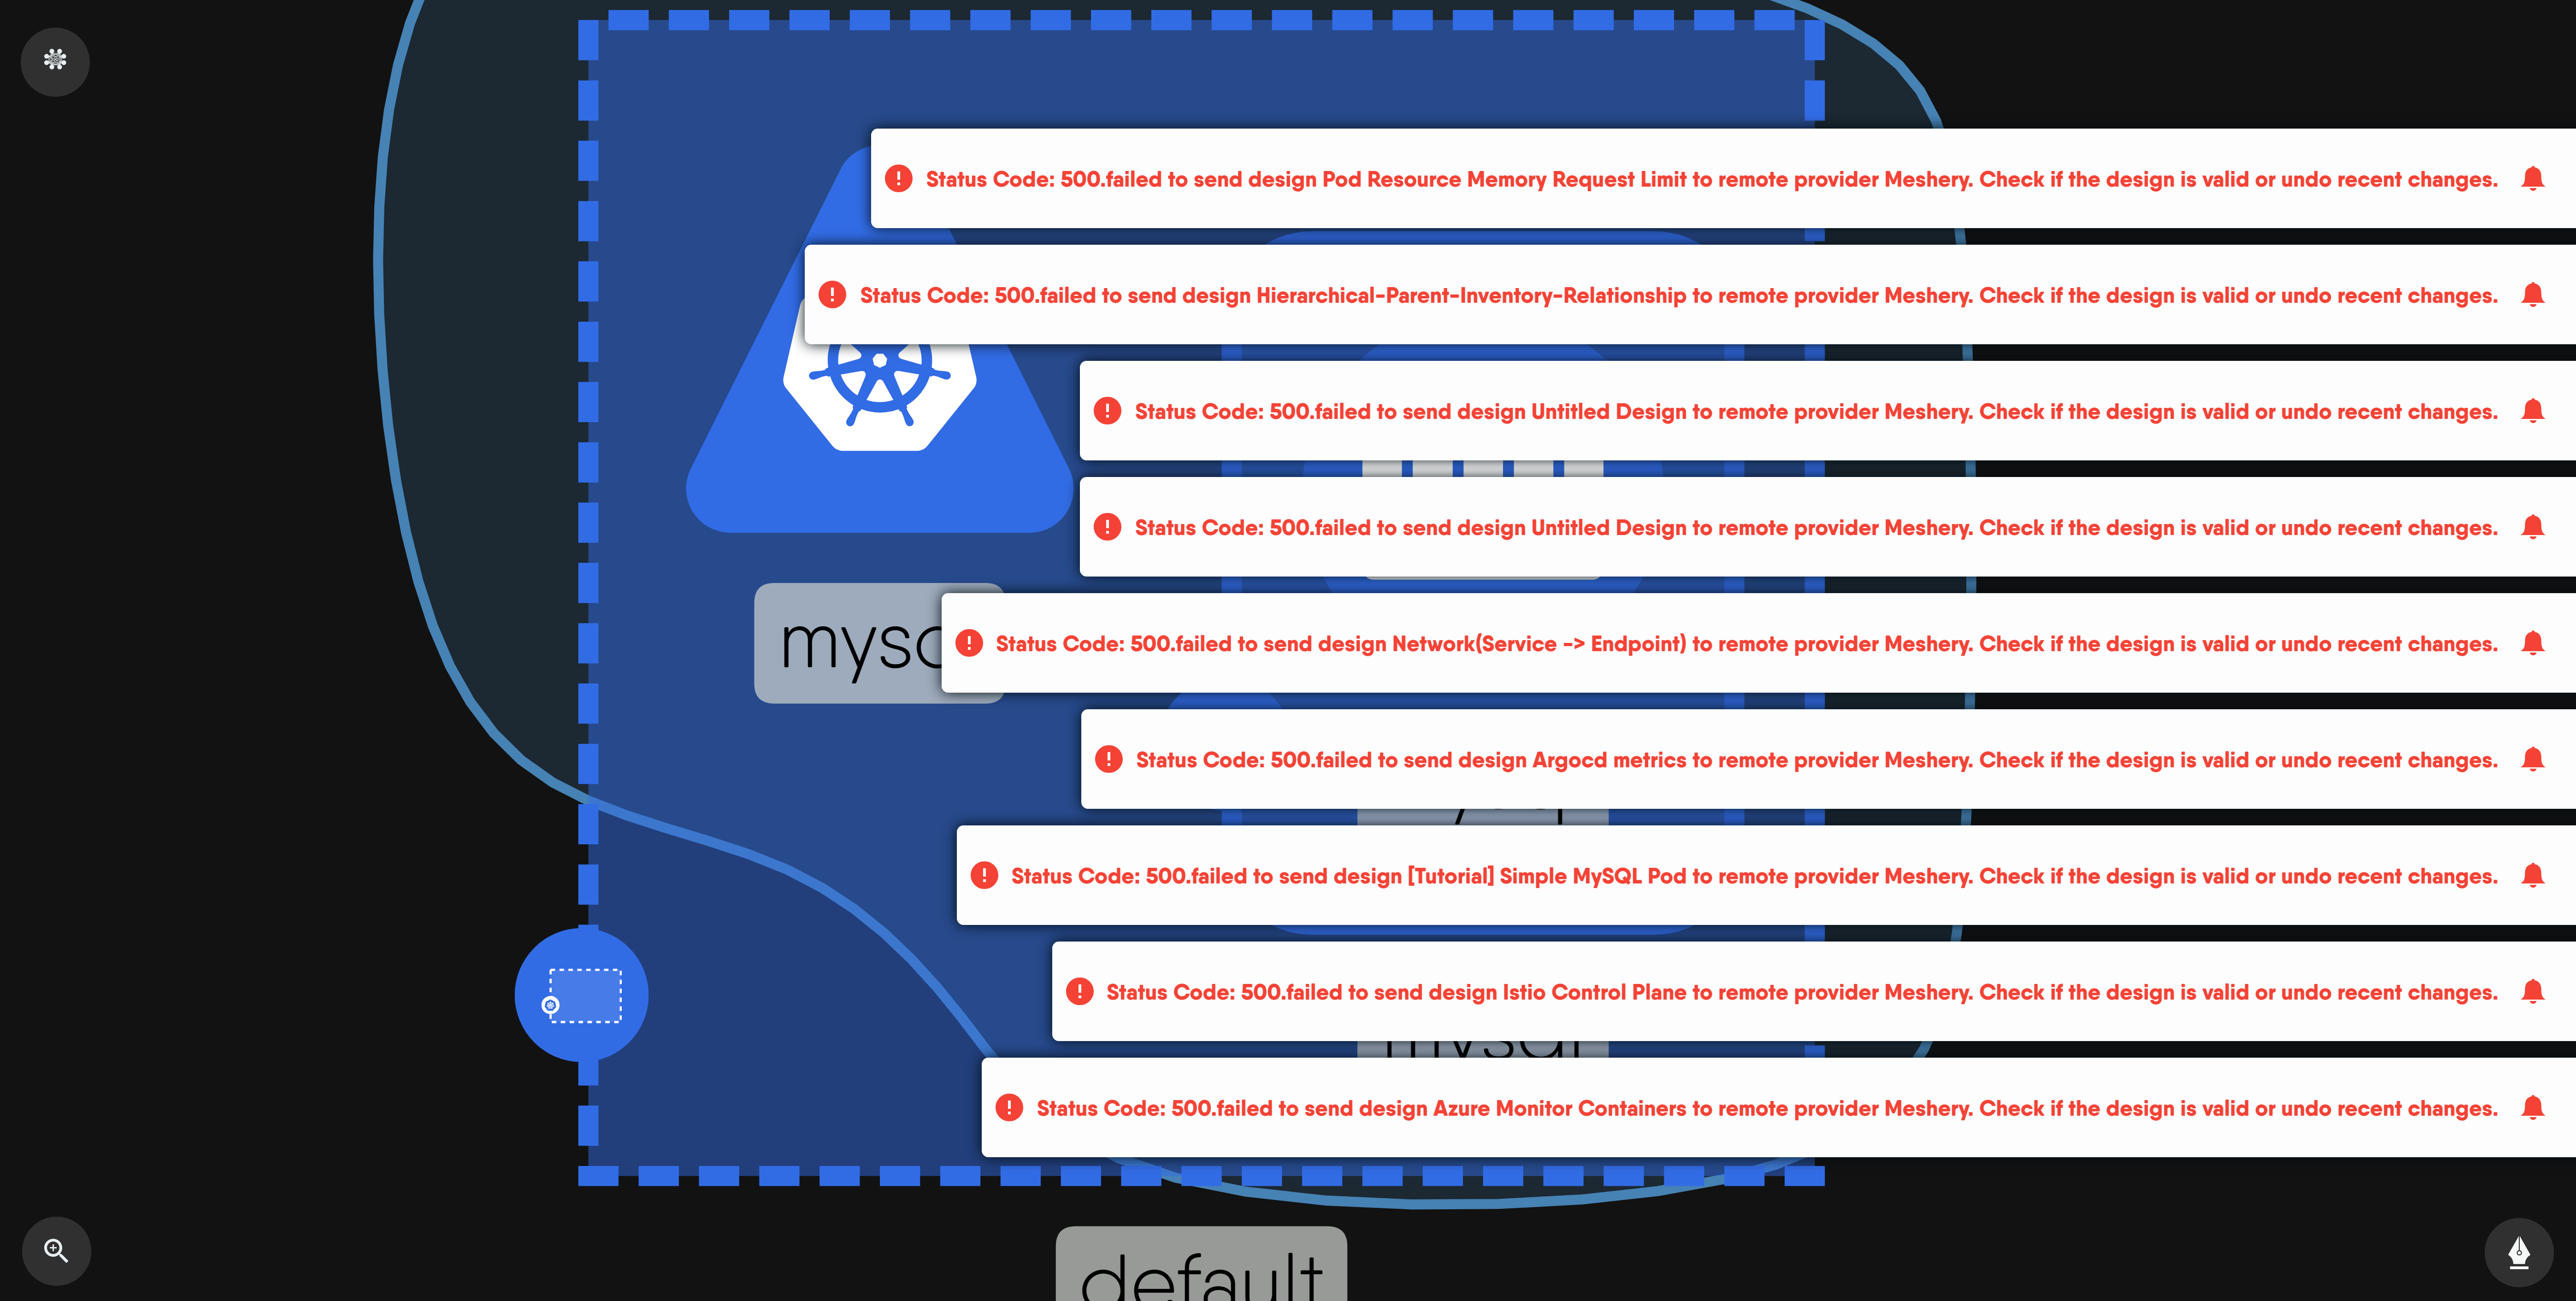 Status Code: 500.failed to send design Pod Resource Memory Request Limit to remote provider Meshery. Check if the design is valid or undo recent changes.
Status Code: 500.failed to send design Hierarchical-Parent-Inventory-Relationship to remote provider Meshery. Check if the design is valid or undo recent changes.
Status Code: 500.failed to send design Untitled Design to remote provider Meshery. Check if the design is valid or undo recent changes.
Status Code: 500.failed to send design Untitled Design to remote provider Meshery. Check if the design is valid or undo recent changes.
Status Code: 500.failed to send design Network(Service -> Endpoint) to remote provider Meshery. Check if the design is valid or undo recent changes.
Status Code: 500.failed to send design Argocd metrics to remote provider Meshery. Check if the design is valid or undo recent changes.
Status Code: 500.failed to send design [Tutorial] Simple MySQL Pod to remote provider Meshery. Check if the design is valid or undo recent changes.
Status Code: 500.failed to send design Istio Control Plane to remote provider Meshery. Check if the design is valid or undo recent changes.
mysql
Status Code: 500.failed to send design Azure Monitor Containers to remote provider Meshery. Check if the design is valid or undo recent changes.
default